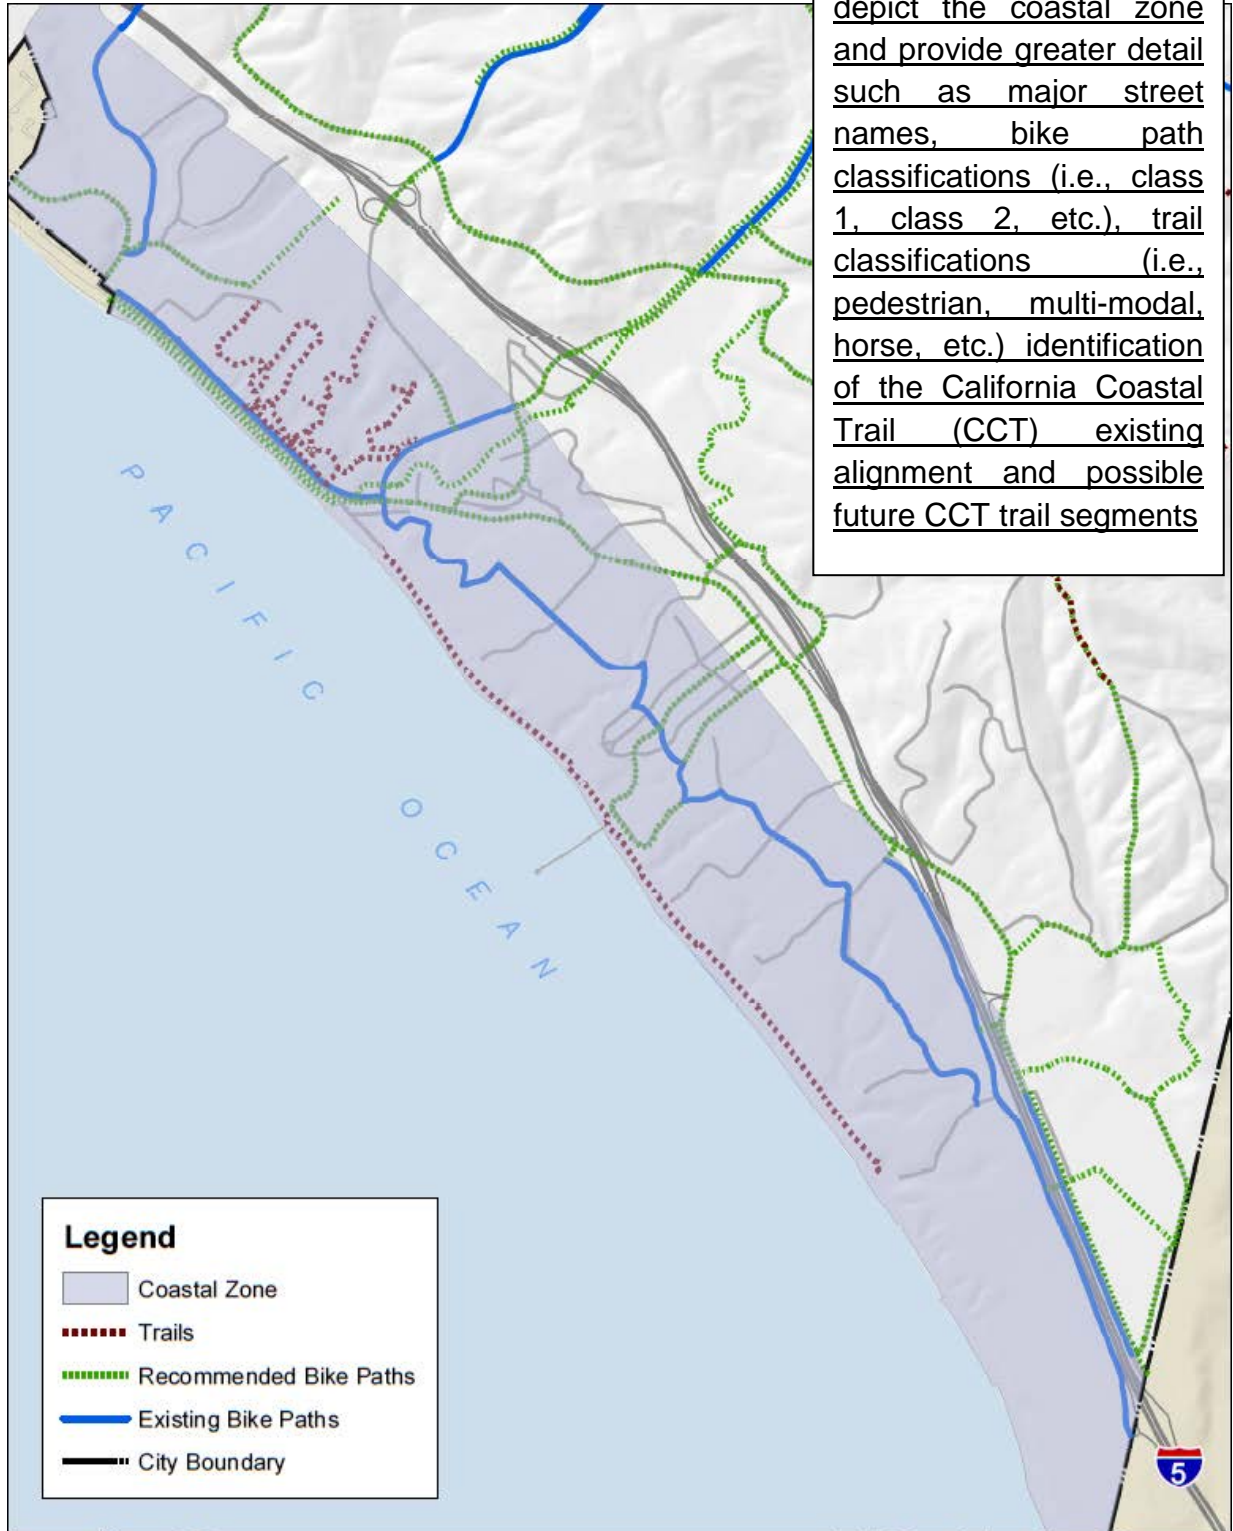 depict the coastal zone
and provide greater detail
such as major street
names, bike path
classifications (i.e., class
1, class 2, etc.), trail
classifications (i.e.,
pedestrian, multi-modal,
horse, etc.) identification
of the California Coastal
Trail (CCT) existing
alignment and possible
future CCT trail segments
PACIFIC OCEAN
Legend
Coastal Zone
Trails
Recommended Bike Paths
Existing Bike Paths
City Boundary
5